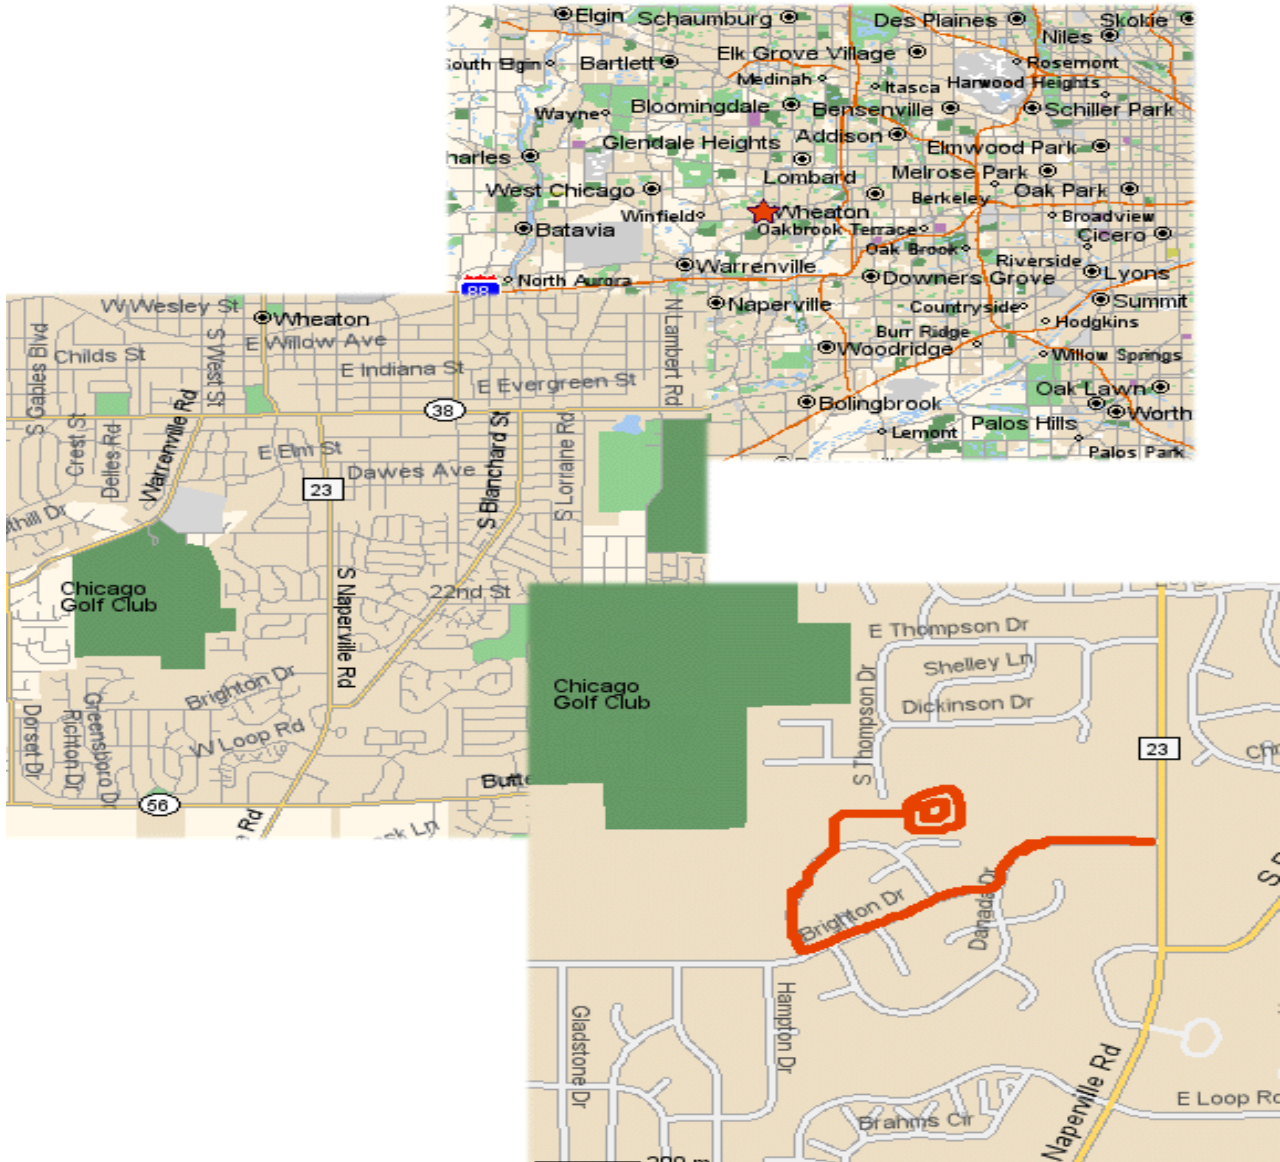 Elgin
Schaumburg
Des Plaines
Skokie
Niles
outh Elgin
Bartlett
Elk Grove Village
Rosemont
Medinah
Itasca
Harwood Heights
Wayne
Bloomingdale
Bensenville
Schiller Park
Addison
Glendale Heights
Elmwood Park
harles
Lombard
Melrose Park
West Chicago
Berkeley
Oak Park
Winfield
Wheaton
Broadview
Batavia
Oakbrook Terrace
Cicero
Oak Brook
Riverside
Warrenville
Lyons
North Aurora
Downers Grove
88
Naperville
Countryside
Summit
Hodgkins
Burr Ridge
Woodridge
Willow Springs
Oak Lawn
Bolingbrook
Worth
Lemont
Palos Hills
Palos Park
W Wesley St
Wheaton
S Gables Blvd
Childs St
S West St
E Willow Ave
N Lambert Rd
E Indiana St
E Evergreen St
38
Crest St
Delles Rd
Warrenville Rd
E Elm St
Dawes Ave
S Blanchard St
S Lorraine Rd
23
thill Dr
Chicago
Golf Club
S Naperville Rd
22nd St
Brighton Dr
Dorset Dr
Richton Dr
Greensboro Dr
W Loop Rd
56
Butte
e Rd
sk Ln
E Thompson Dr
Shelley Ln
Chicago
Golf Club
S Thompson Dr
Dickinson Dr
23
Chr
Brighton Dr
Danada Dr
S
Gladstone Dr
Hampton Dr
Naperville Rd
E Loop Rd
Brahms Cir